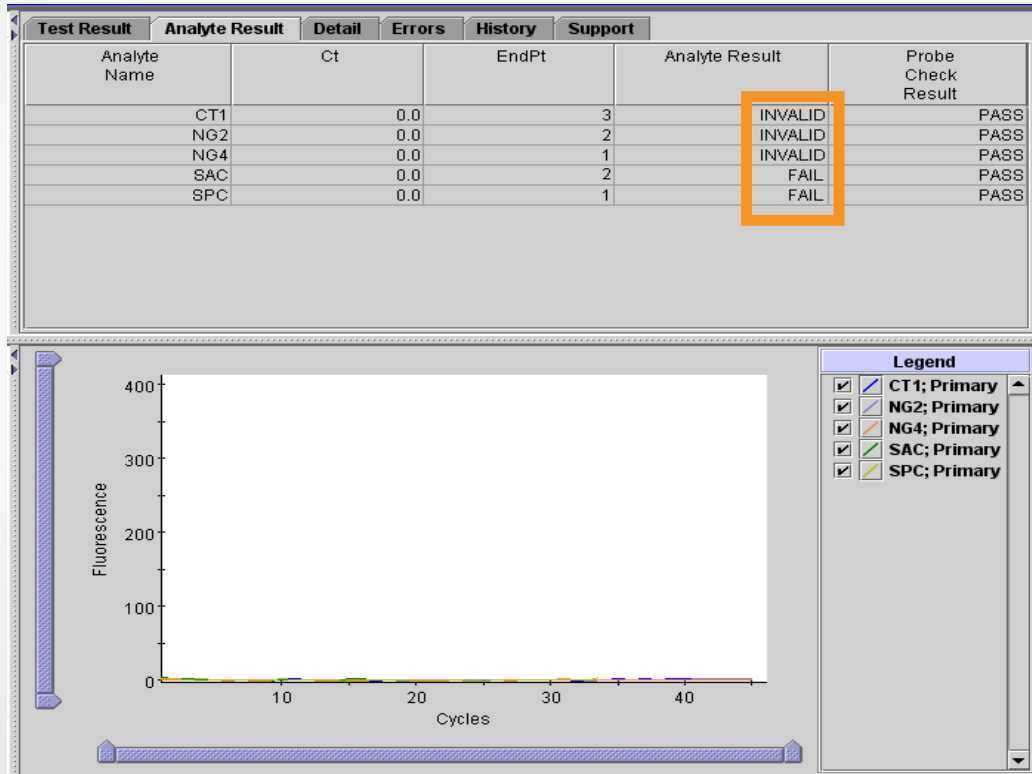 Test Result Analyte Result Detail Errors History Support
Analyte Name Ct EndPt Analyte Result Probe Check Result
CT1 0.0 3 INVALID PASS
NG2 0.0 2 INVALID PASS
NG4 0.0 1 INVALID PASS
SAC 0.0 2 FAIL PASS
SPC 0.0 1 FAIL PASS
Legend
CT1; Primary
NG2; Primary
NG4; Primary
SAC; Primary
SPC; Primary
400
300
200
100
0
Fluorescence
10 20 30 40
Cycles